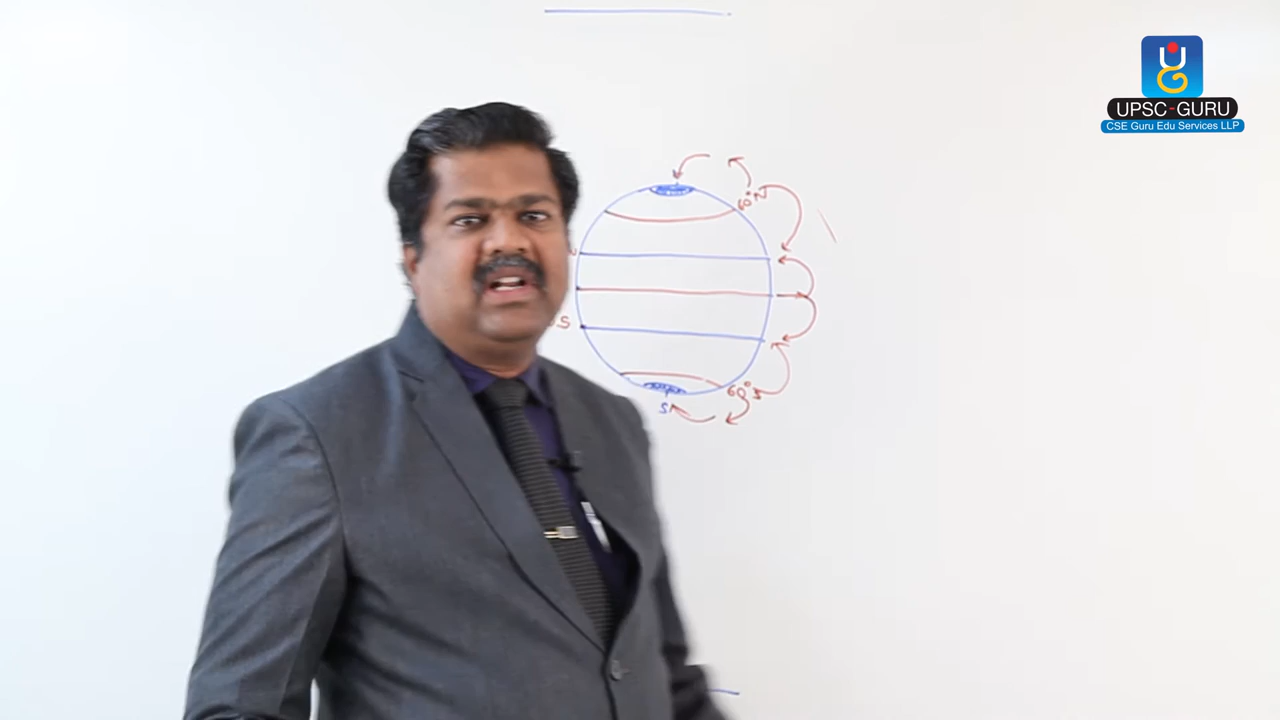 UPSC-GURU
CSE Guru Edu Services LLP
60°N
S
60°S
S